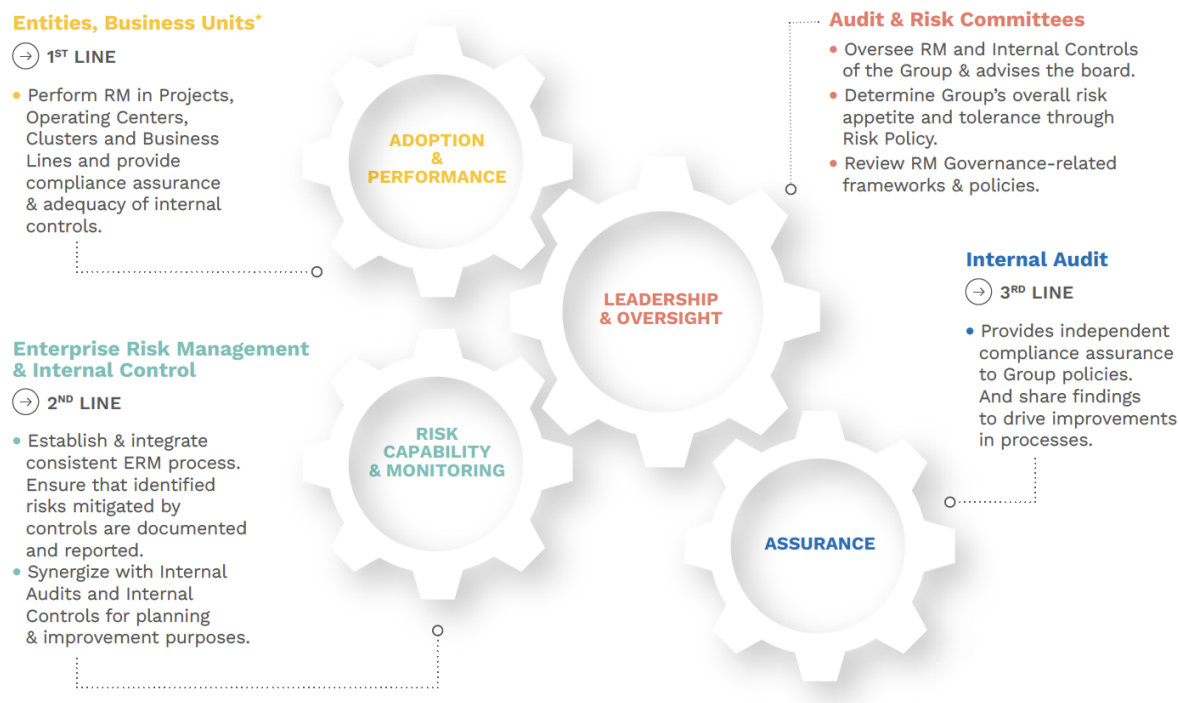 Entities, Business Units*
1ST LINE
• Perform RM in Projects,
Operating Centers,
Clusters and Business
Lines and provide
compliance assurance
& adequacy of internal
controls.
ADOPTION
&
PERFORMANCE
Audit & Risk Committees
• Oversee RM and Internal Controls
of the Group & advises the board.
• Determine Group's overall risk
appetite and tolerance through
Risk Policy.
• Review RM Governance-related
frameworks & policies.
LEADERSHIP
& OVERSIGHT
Internal Audit
3RD LINE
• Provides independent
compliance assurance
to Group policies.
And share findings
to drive improvements
in processes.
Enterprise Risk Management
& Internal Control
2ND LINE
• Establish & integrate
consistent ERM process.
Ensure that identified
risks mitigated by
controls are documented
and reported.
• Synergize with Internal
Audits and Internal
Controls for planning
& improvement purposes.
RISK
CAPABILITY
& MONITORING
ASSURANCE